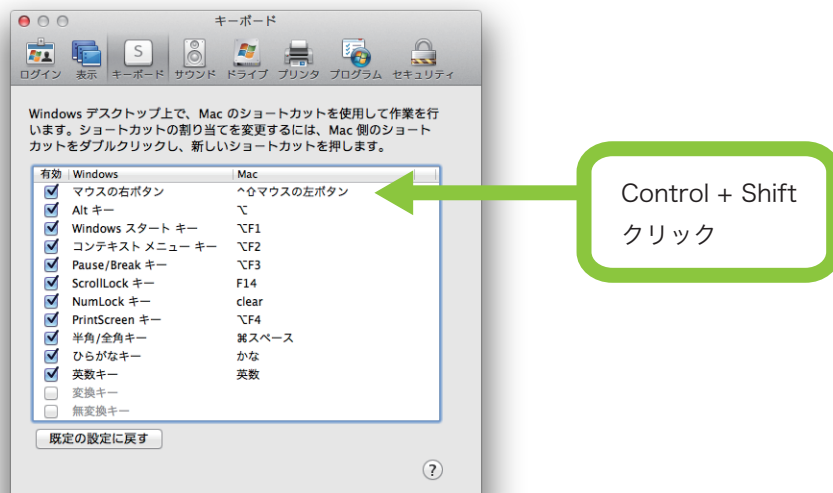 キーボード
ログイン 表示 キーボード サウンド ドライブ プリンタ プログラム セキュリティ
Windows デスクトップ上で、Mac のショートカットを使用して作業を行
います。ショートカットの割り当てを変更するには、Mac 側のショート
カットをダブルクリックし、新しいショートカットを押します。
有効 Windows Mac
マウスの右ボタン ^⇧マウスの左ボタン
Alt キー ⌥
Windows スタート キー ⌥F1
コンテキスト メニュー キー ⌥F2
Pause/Break キー ⌥F3
ScrollLock キー F14
NumLock キー clear
PrintScreen キー ⌥F4
半角/全角キー ⌘スペース
ひらがなキー かな
英数キー 英数
変換キー
無変換キー
既定の設定に戻す
?
Control + Shift
クリック